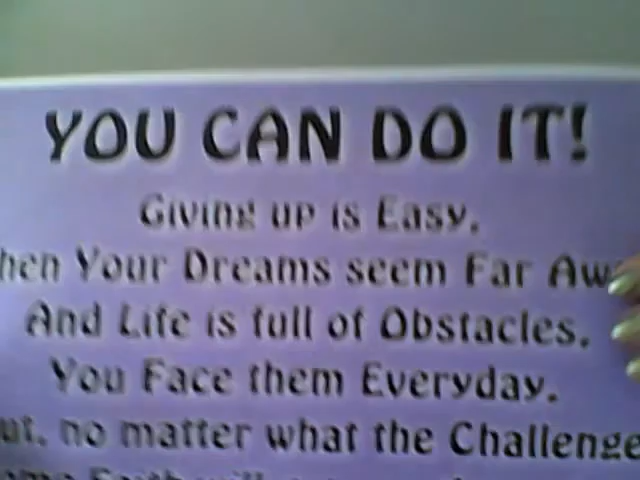 YOU CAN DO IT!
Giving up is Easy,
hen Your Dreams seem Far Aw
And Life is full of Obstacles.
You Face them Everyday.
ut, no matter what the Challenge